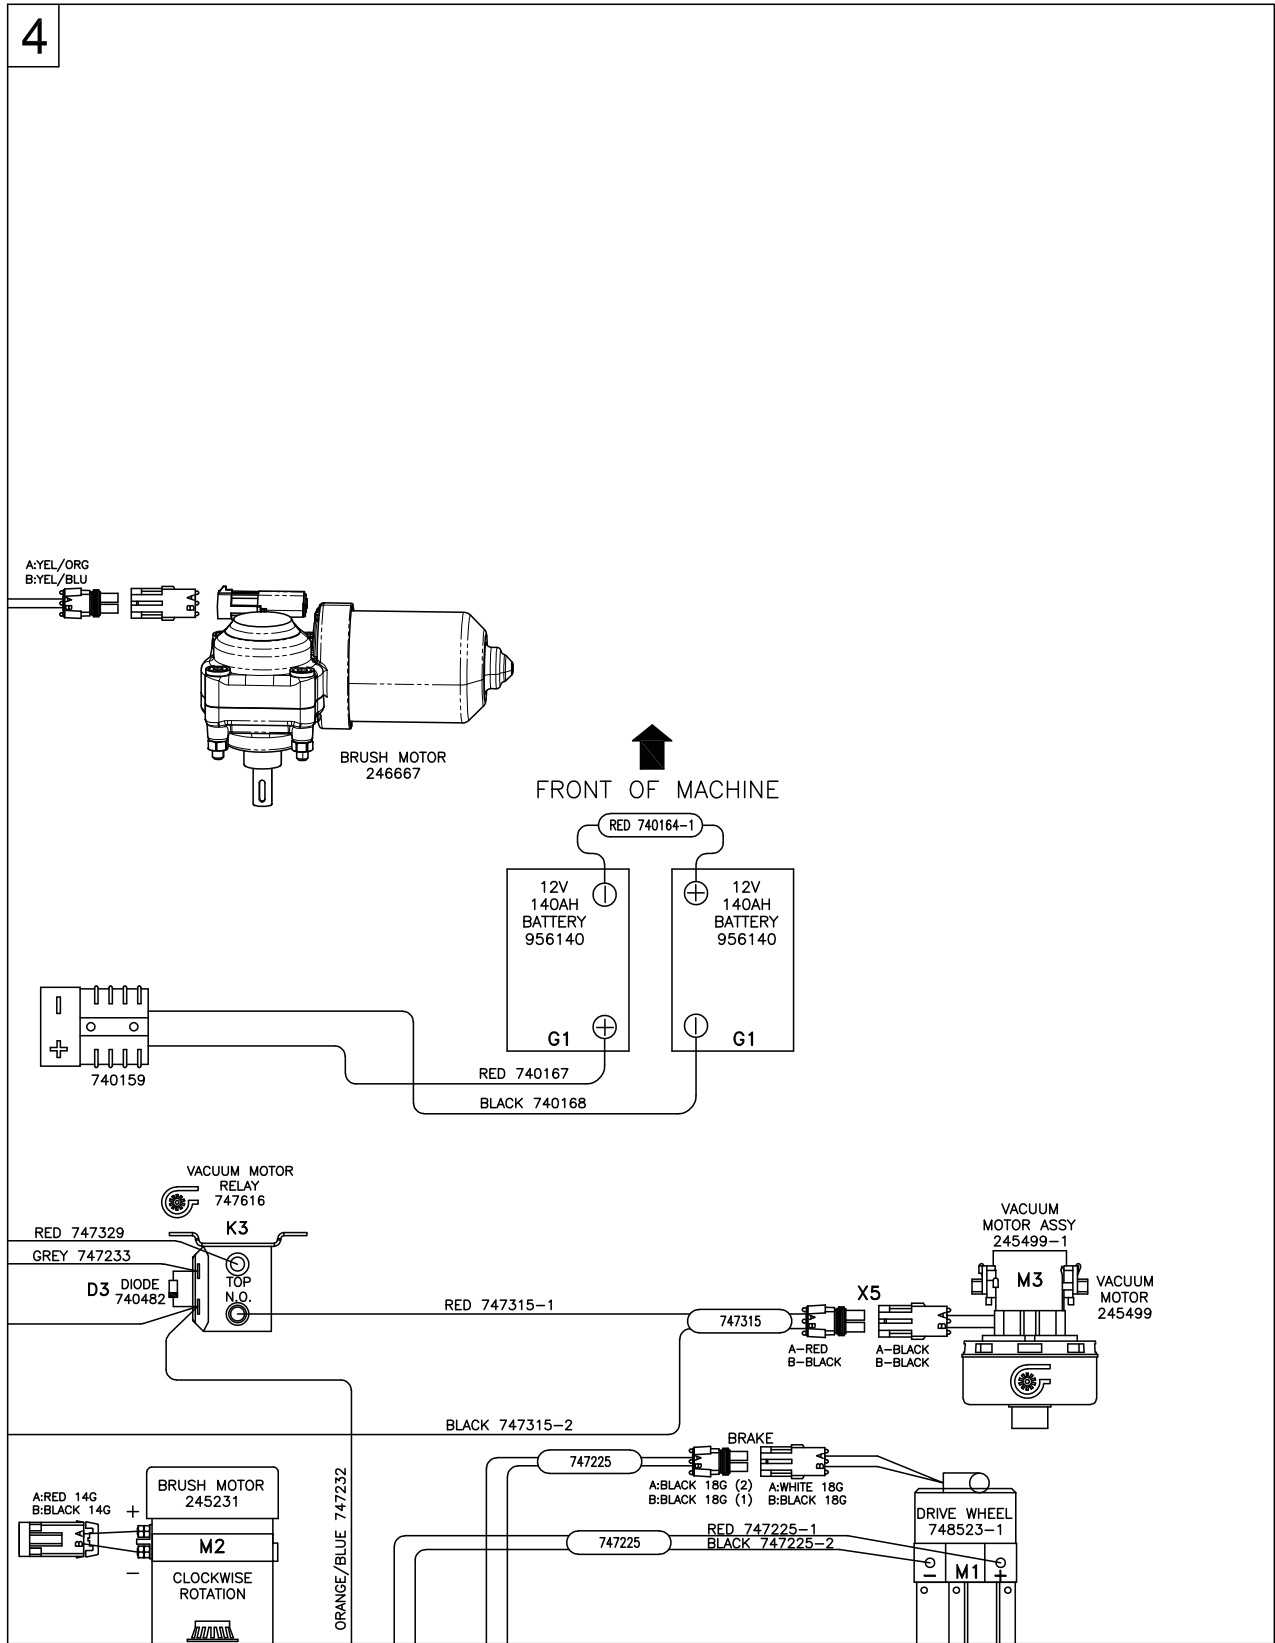 4
A:YEL/ORG
B:YEL/BLU
A
B
A
B
BRUSH MOTOR
246667
FRONT OF MACHINE
RED 740164-1
12V
140AH
BATTERY
956140
G1
12V
140AH
BATTERY
956140
G1
740159
RED 740167
BLACK 740168
VACUUM MOTOR
RELAY
747616
K3
RED 747329
GREY 747233
D3
DIODE
740482
TOP
N.O.
RED 747315-1
747315
A
B
X5
A
B
A-RED
B-BLACK
A-BLACK
B-BLACK
VACUUM
MOTOR ASSY
245499-1
M3
VACUUM
MOTOR
245499
BLACK 747315-2
BRAKE
747225
A
B
A
B
A:BLACK 18G (2)
B:BLACK 18G (1)
A:WHITE 18G
B:BLACK 18G
747225
RED 747225-1
BLACK 747225-2
DRIVE WHEEL
748523-1
− M1 +
ORANGE/BLUE 747232
A:RED 14G
B:BLACK 14G
A
B
+
−
BRUSH MOTOR
245231
M2
CLOCKWISE
ROTATION